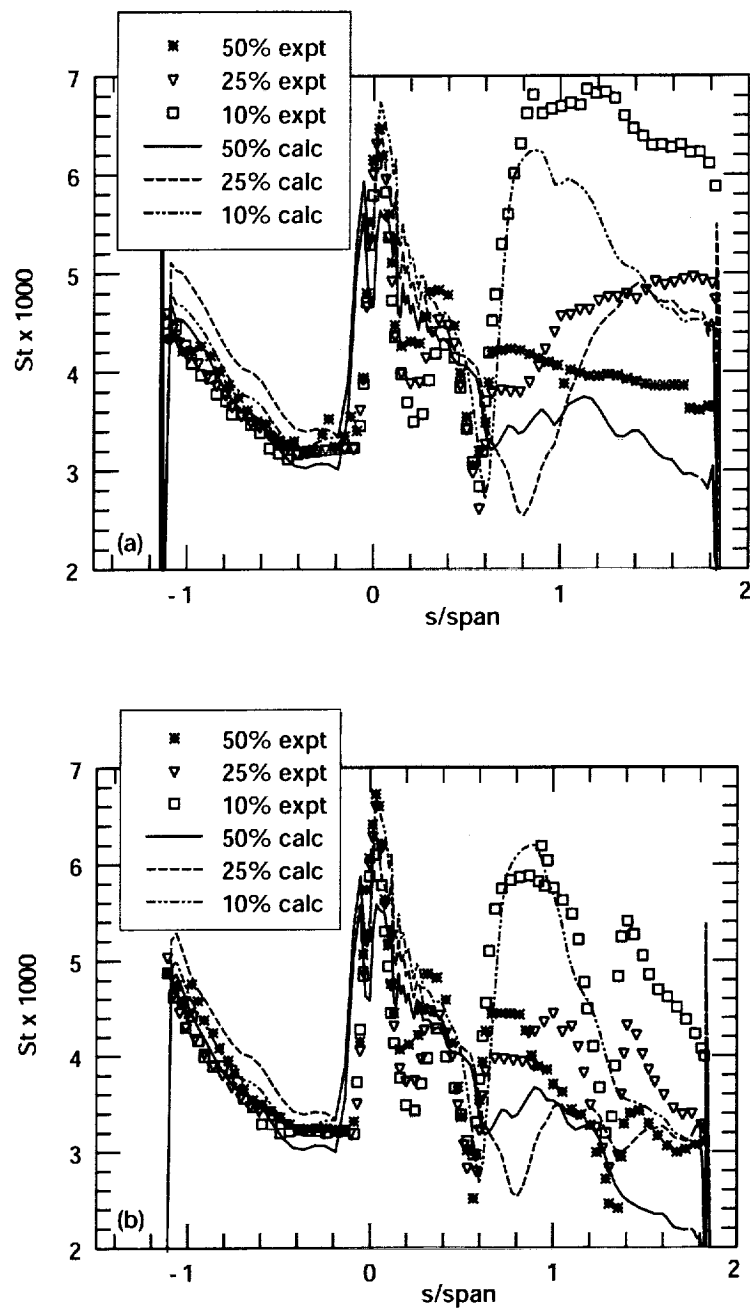 50% expt
25% expt
10% expt
50% calc
25% calc
10% calc
7
6
5
4
3
2
St x 1000
(a)
-1
0
1
2
s/span
50% expt
25% expt
10% expt
50% calc
25% calc
10% calc
7
6
5
4
3
2
St x 1000
(b)
-1
0
1
2
s/span